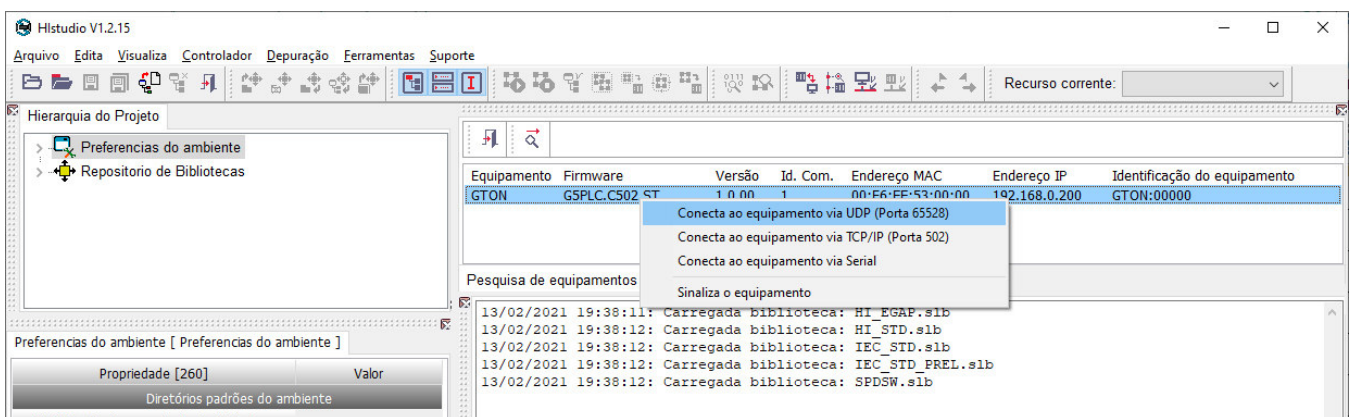 HIstudio V1.2.15
Arquivo Edita Visualiza Controlador Depuração Ferramentas Suporte
Recurso corrente:
Hierarquia do Projeto
Preferencias do ambiente
Repositorio de Bibliotecas
Equipamento Firmware Versão Id. Com. Endereço MAC Endereço IP Identificação do equipamento
GTON G5PLC.C502.ST 1.0.00 1 00:E6:FF:53:00:00 192.168.0.200 GTON:00000
Conecta ao equipamento via UDP (Porta 65528)
Conecta ao equipamento via TCP/IP (Porta 502)
Conecta ao equipamento via Serial
Sinaliza o equipamento
Pesquisa de equipamentos
13/02/2021 19:38:11: Carregada biblioteca: HI_EGAP.slb
13/02/2021 19:38:12: Carregada biblioteca: HI_STD.slb
13/02/2021 19:38:12: Carregada biblioteca: IEC_STD.slb
13/02/2021 19:38:12: Carregada biblioteca: IEC_STD_PREL.slb
13/02/2021 19:38:12: Carregada biblioteca: SPDSW.slb
Preferencias do ambiente [ Preferencias do ambiente ]
Propriedade [260] Valor
Diretórios padrões do ambiente